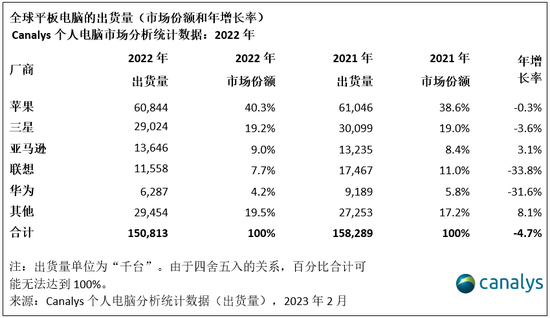 全球平板电脑的出货量（市场份额和年增长率）
Canalys 个人电脑市场分析统计数据：2022 年
厂商 2022 年 出货量 2022 年 市场份额 2021 年 出货量 2021 年 市场份额 年增长率
苹果 60,844 40.3% 61,046 38.6% -0.3%
三星 29,024 19.2% 30,099 19.0% -3.6%
亚马逊 13,646 9.0% 13,235 8.4% 3.1%
联想 11,558 7.7% 17,467 11.0% -33.8%
华为 6,287 4.2% 9,189 5.8% -31.6%
其他 29,454 19.5% 27,253 17.2% 8.1%
合计 150,813 100% 158,289 100% -4.7%
注：出货量单位为“千台”。由于四舍五入的关系，百分比合计可
能无法达到 100%。
来源：Canalys 个人电脑分析统计数据（出货量），2023 年 2 月
canalys